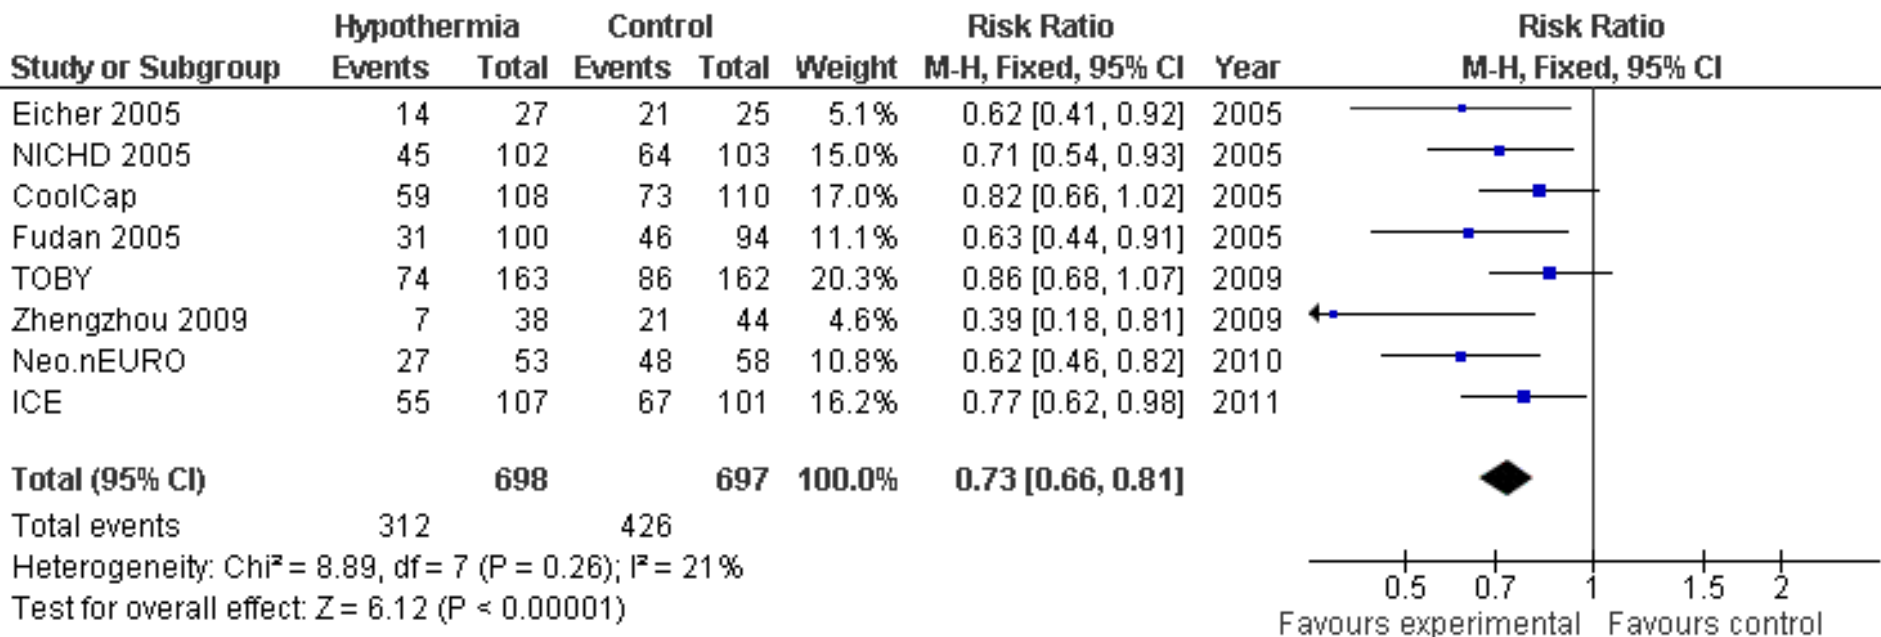 Hypothermia Control Risk Ratio Risk Ratio
Study or Subgroup Events Total Events Total Weight M-H, Fixed, 95% CI Year M-H, Fixed, 95% CI
Eicher 2005 14 27 21 25 5.1% 0.62 [0.41, 0.92] 2005
NICHD 2005 45 102 64 103 15.0% 0.71 [0.54, 0.93] 2005
CoolCap 59 108 73 110 17.0% 0.82 [0.66, 1.02] 2005
Fudan 2005 31 100 46 94 11.1% 0.63 [0.44, 0.91] 2005
TOBY 74 163 86 162 20.3% 0.86 [0.68, 1.07] 2009
Zhengzhou 2009 7 38 21 44 4.6% 0.39 [0.18, 0.81] 2009
Neo.nEURO 27 53 48 58 10.8% 0.62 [0.46, 0.82] 2010
ICE 55 107 67 101 16.2% 0.77 [0.62, 0.98] 2011
Total (95% CI) 698 697 100.0% 0.73 [0.66, 0.81]
Total events 312 426
Heterogeneity: Chi² = 8.89, df = 7 (P = 0.26); I² = 21%
Test for overall effect: Z = 6.12 (P < 0.00001)
0.5 0.7 1 1.5 2
Favours experimental Favours control